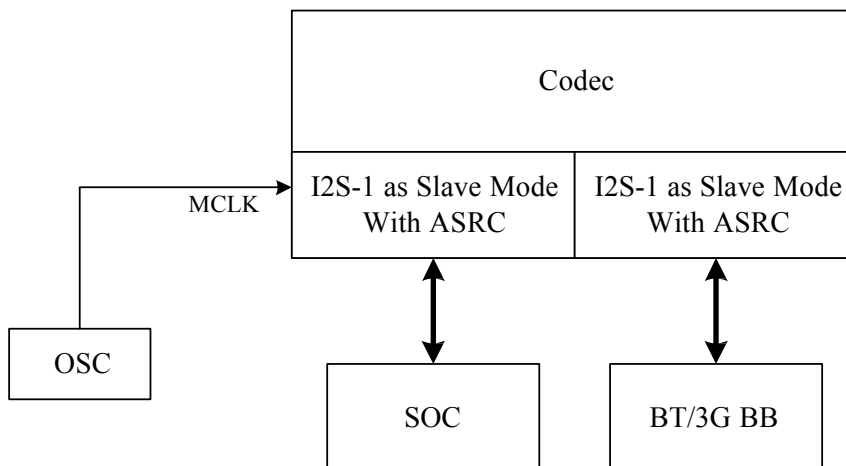 Codec
I2S-1 as Slave Mode
With ASRC
I2S-1 as Slave Mode
With ASRC
MCLK
OSC
SOC
BT/3G BB